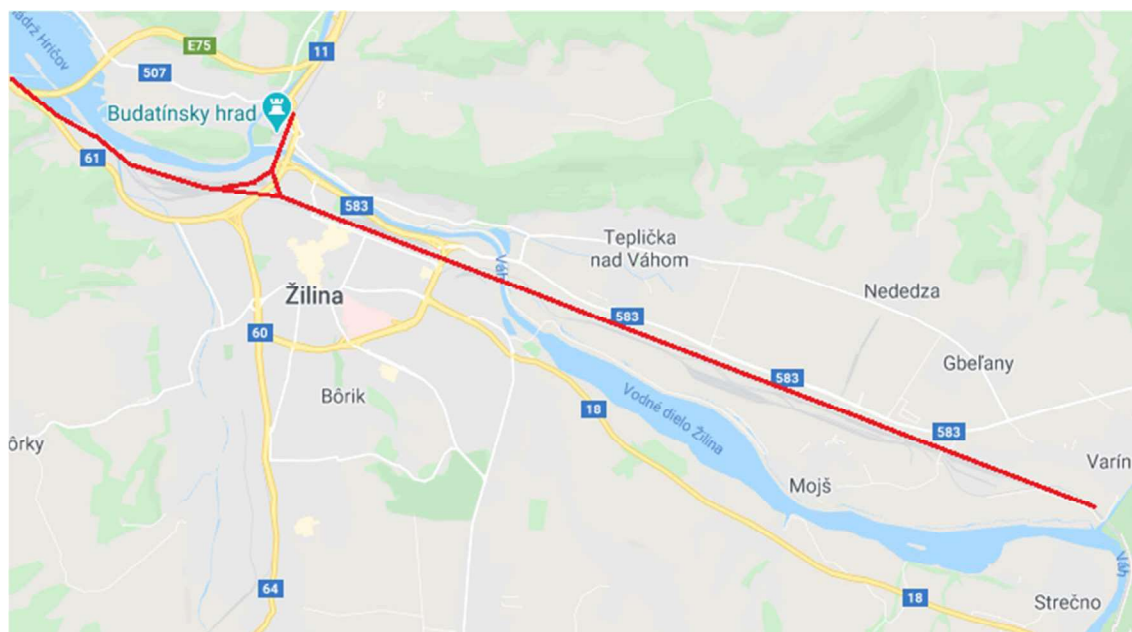 ádrž Hričov
E75
11
507
Budatínsky hrad
61
583
Váh
Teplička
nad Váhom
Nededza
Žilina
583
60
583
Gbeľany
Bôrik
18
Vodné dielo Žilina
583
ôrky
Varín
Mojš
64
18
Váh
Strečno